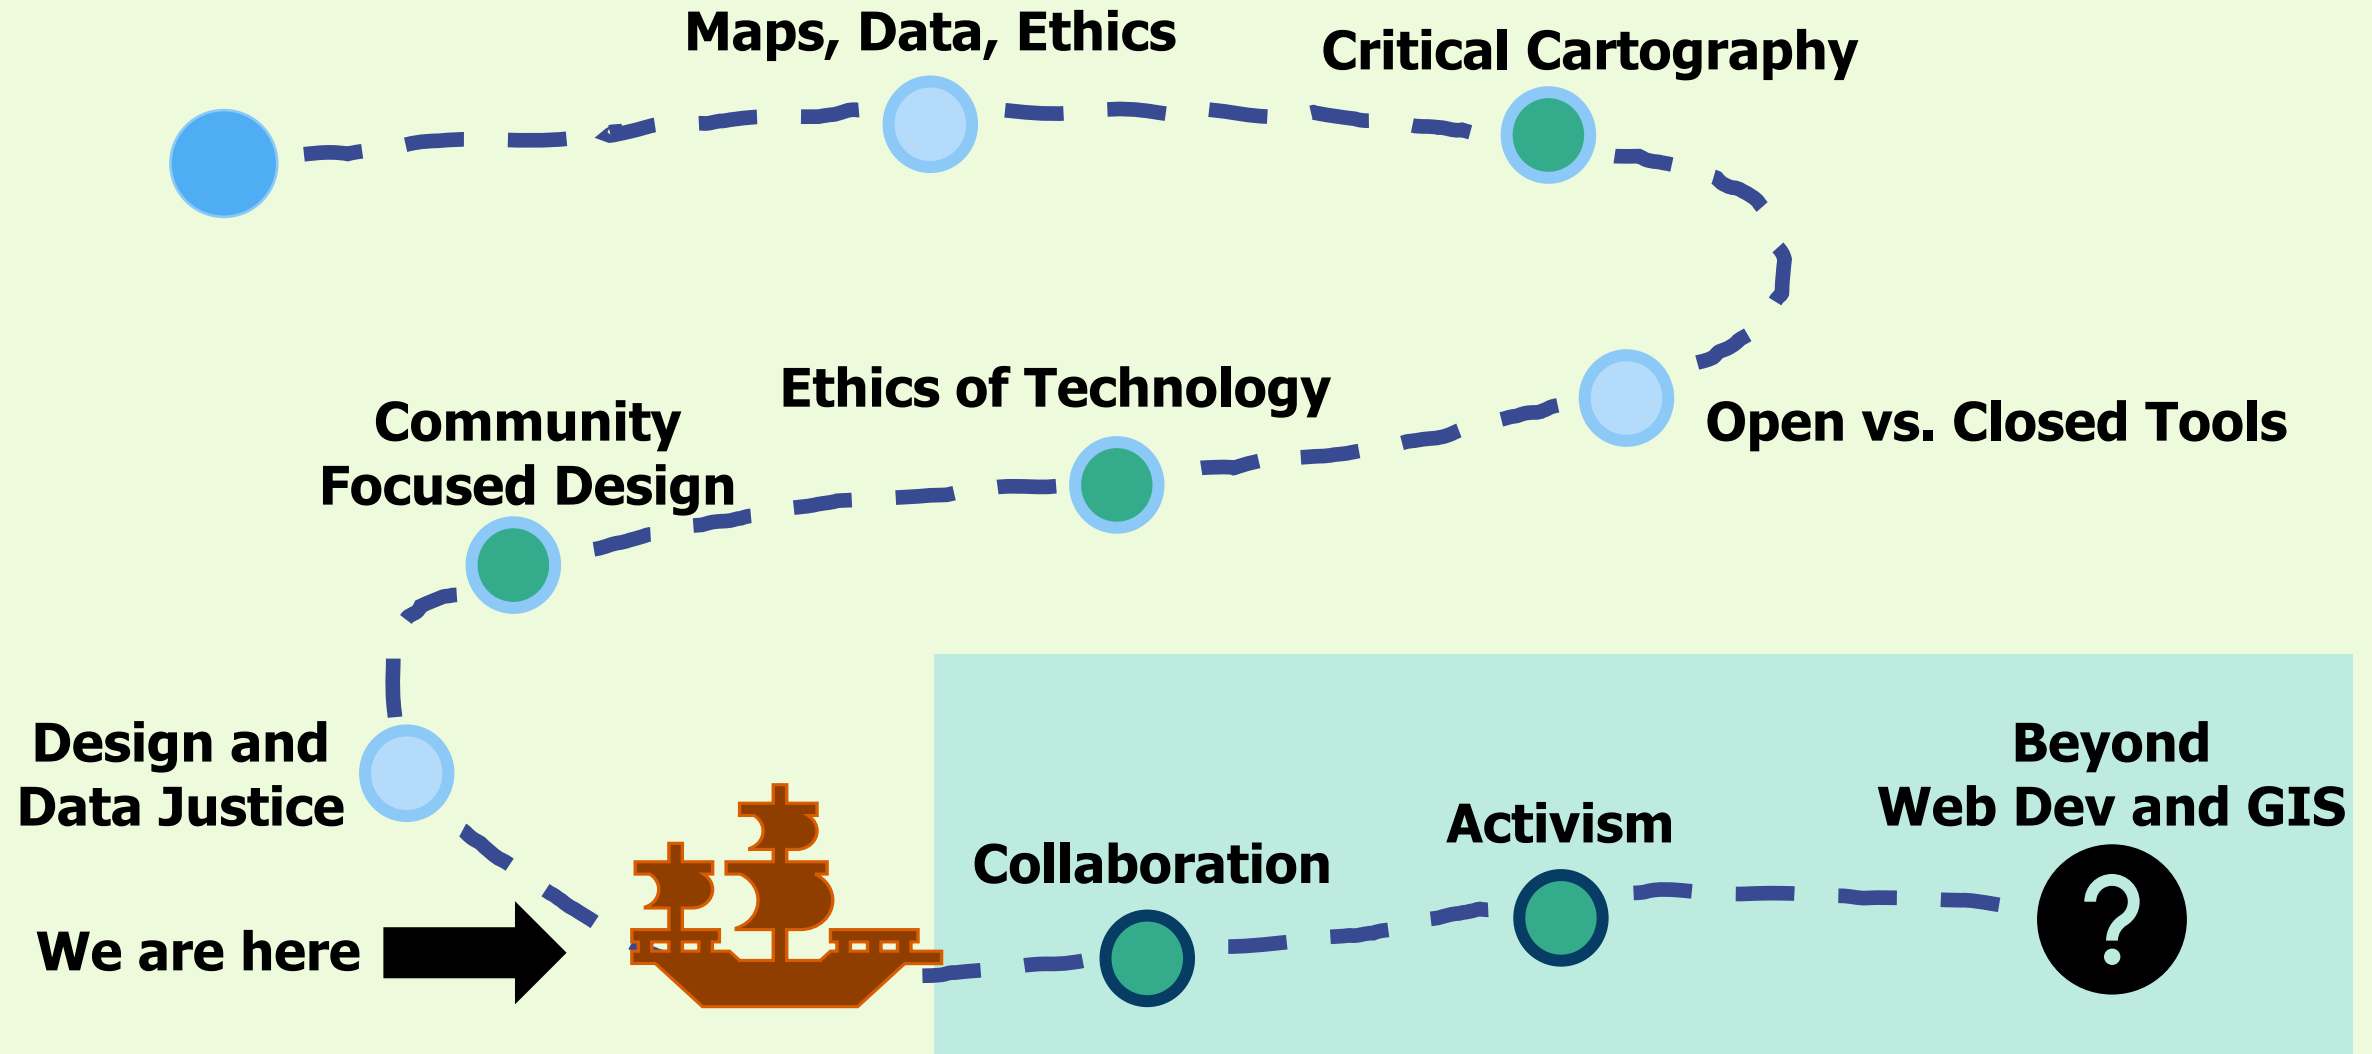 Maps, Data, Ethics
Critical Cartography
Open vs. Closed Tools
Ethics of Technology
Community
Focused Design
Design and
Data Justice
We are here
Collaboration
Activism
Beyond
Web Dev and GIS
?